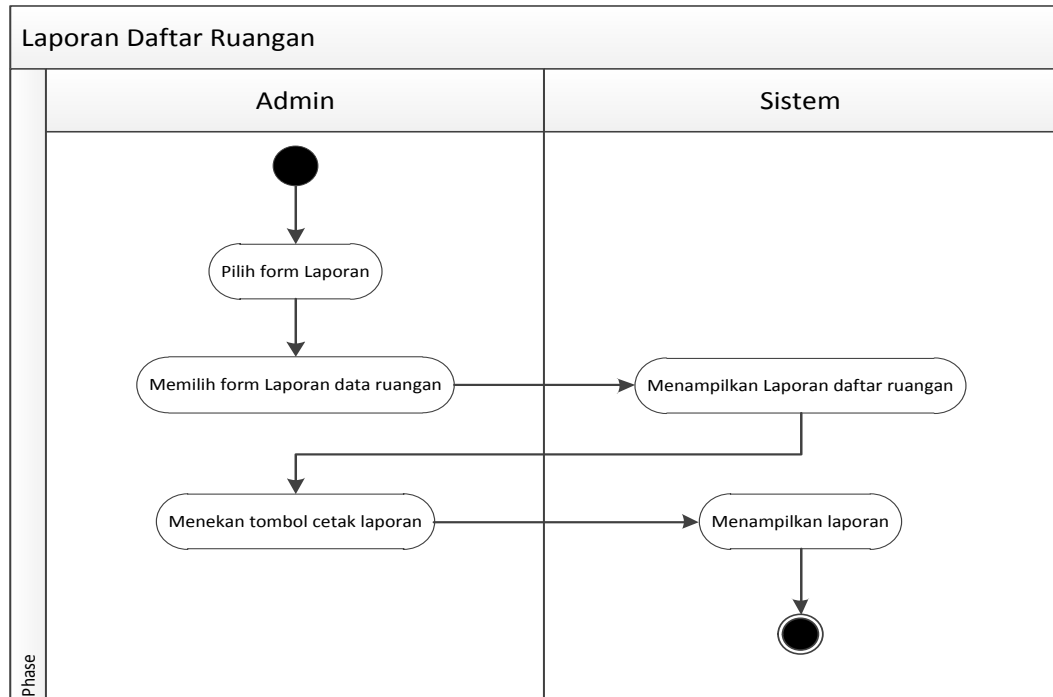 Laporan Daftar Ruangan
Admin
Sistem
Pilih form Laporan
Memilih form Laporan data ruangan
Menampilkan Laporan daftar ruangan
Menekan tombol cetak laporan
Menampilkan laporan
Phase